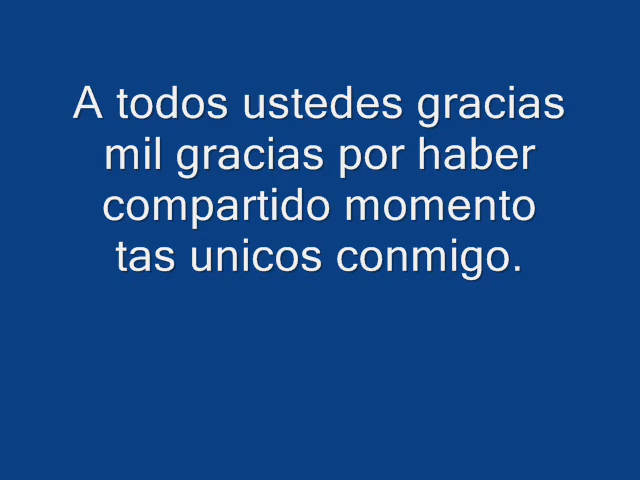 A todos ustedes gracias
mil gracias por haber
compartido momento
tas unicos conmigo.